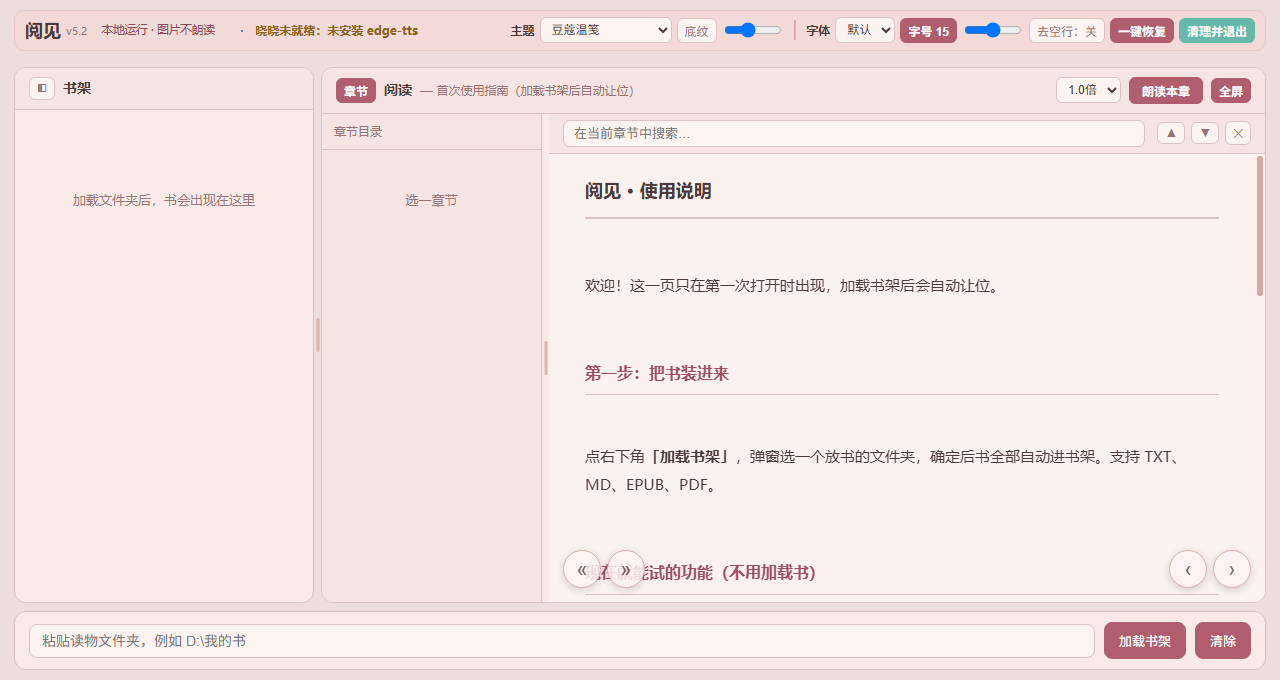 阅见 v5.2 本地运行 · 图片不朗读 · 晓晓未就绪：未安装 edge-tts 主题 豆蔻温笺 底纹 字体 默认 字号 15 去空行：关 一键恢复 清理并退出
书架
章节 阅读 — 首次使用指南（加载书架后自动让位） 1.0倍 朗读本章 全屏
章节目录
在当前章节中搜索… ▲ ▼ ×
加载文件夹后，书会出现在这里
选一章节
阅见 • 使用说明
欢迎！这一页只在第一次打开时出现，加载书架后会自动让位。
第一步：把书装进来
点右下角「加载书架」，弹窗选一个放书的文件夹，确定后书全部自动进书架。支持 TXT、
MD、EPUB、PDF。
现在就能试的功能（不用加载书）
« » ‹ ›
粘贴读物文件夹，例如 D:\我的书 加载书架 清除